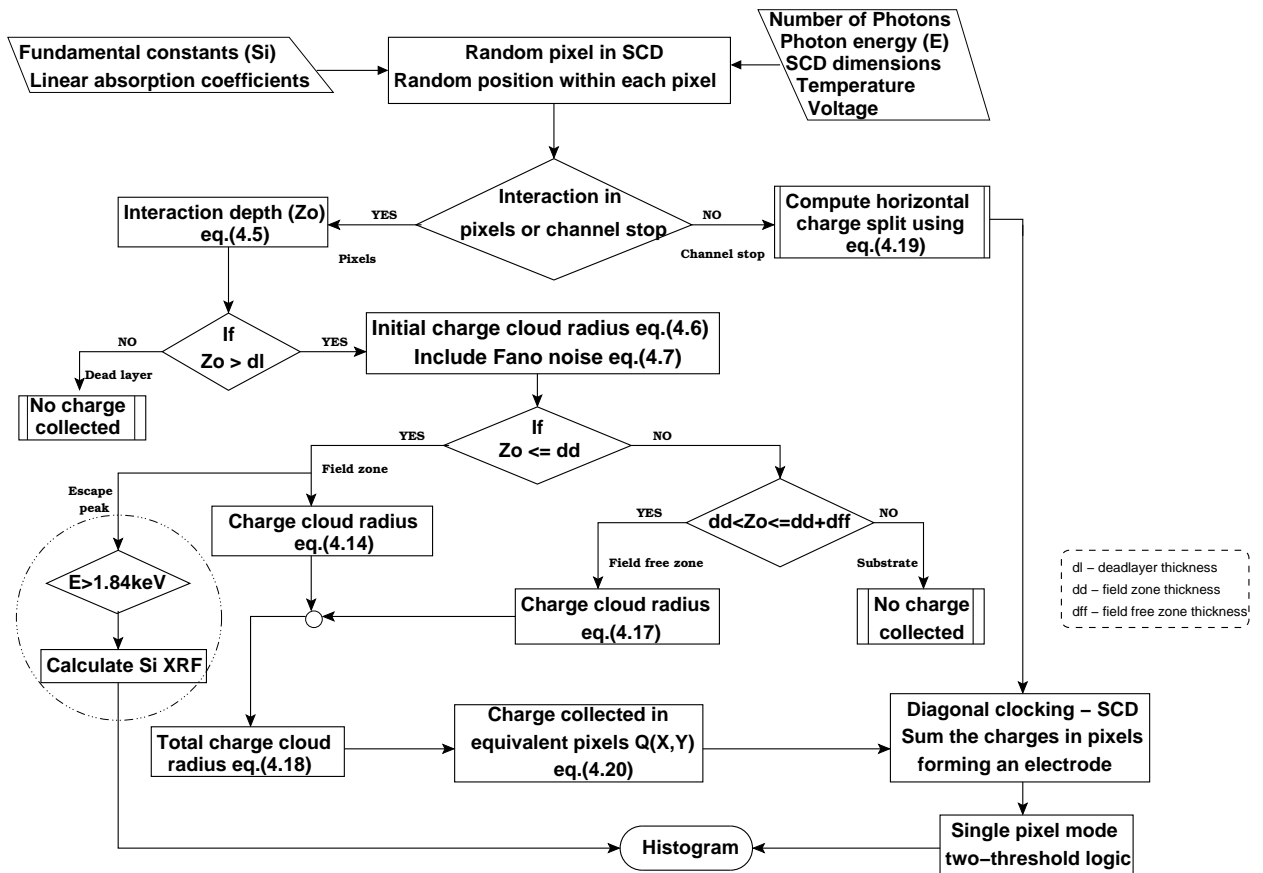 Fundamental constants (Si)
Linear absorption coefficients
Random pixel in SCD
Random position within each pixel
Number of Photons
Photon energy (E)
SCD dimensions
Temperature
Voltage
Interaction in
pixels or channel stop
YES
Pixels
NO
Channel stop
Interaction depth (Zo)
eq.(4.5)
Compute horizontal
charge split using
eq.(4.19)
If
Zo > dl
NO
Dead layer
YES
No charge
collected
Initial charge cloud radius eq.(4.6)
Include Fano noise eq.(4.7)
If
Zo <= dd
YES
Field zone
NO
Escape
peak
Charge cloud radius
eq.(4.14)
dd<Zo<=dd+dff
YES
Field free zone
NO
Substrate
E>1.84keV
Charge cloud radius
eq.(4.17)
No charge
collected
dl – deadlayer thickness
dd – field zone thickness
dff – field free zone thickness
Calculate Si XRF
Total charge cloud
radius eq.(4.18)
Charge collected in
equivalent pixels Q(X,Y)
eq.(4.20)
Diagonal clocking – SCD
Sum the charges in pixels
forming an electrode
Single pixel mode
two–threshold logic
Histogram